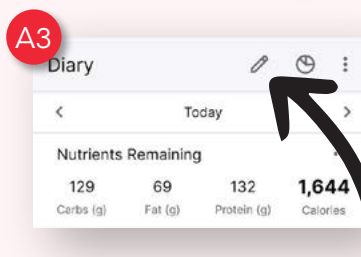 A3
Diary
Today
Nutrients Remaining
129 69 132 1,644
Carbs (g) Fat (g) Protein (g) Calories